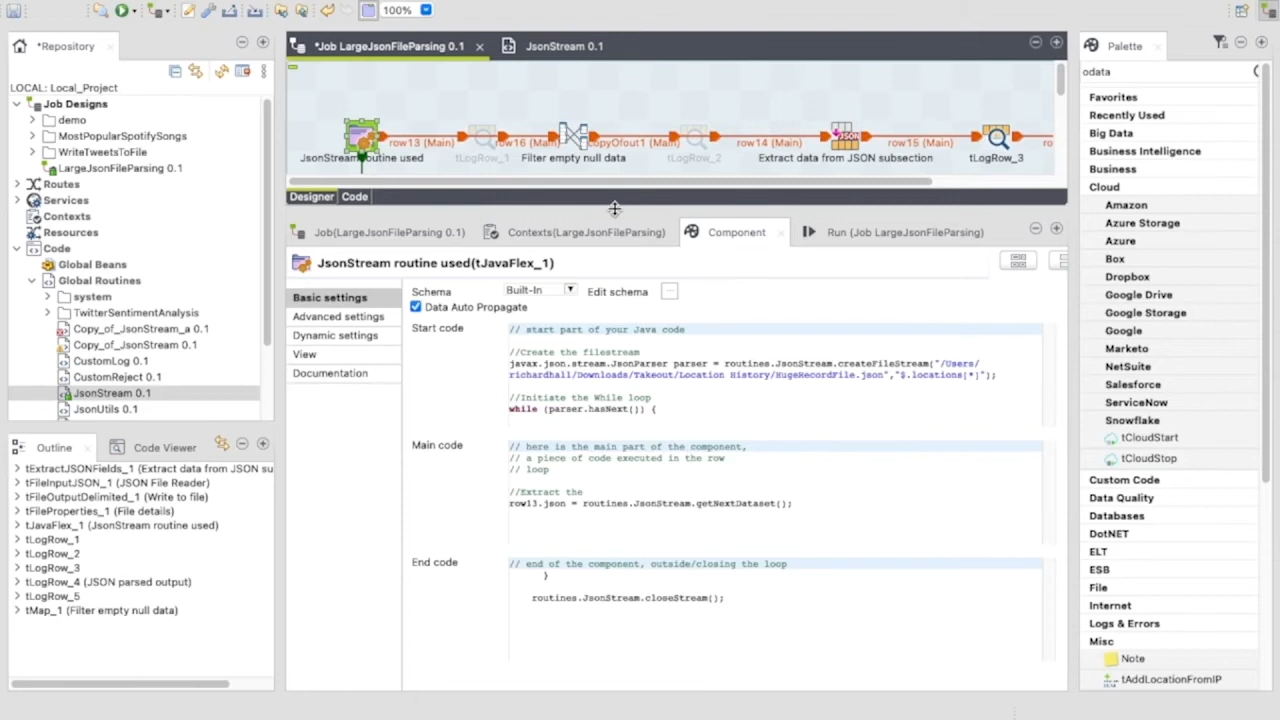 100%
*Repository
LOCAL: Local_Project
Job Designs
demo
MostPopularSpotifySongs
WriteTweetsToFile
LargeJsonFileParsing 0.1
Routes
Services
Contexts
Resources
Code
Global Beans
Global Routines
system
TwitterSentimentAnalysis
Copy_of_JsonStream_a 0.1
Copy_of_JsonStream 0.1
CustomLog 0.1
CustomReject 0.1
JsonStream 0.1
JsonUtils 0.1
Outline
Code Viewer
tExtractJSONFields_1 (Extract data from JSON su
tFileInputJSON_1 (JSON File Reader)
tFileOutputDelimited_1 (Write to file)
tFileProperties_1 (File details)
tJavaFlex_1 (JsonStream routine used)
tLogRow_1
tLogRow_2
tLogRow_3
tLogRow_4 (JSON parsed output)
tLogRow_5
tMap_1 (Filter empty null data)
*Job LargeJsonFileParsing 0.1
JsonStream 0.1
row13 (Main)
row16 (Main)
copyOfout1 (Main)
row14 (Main)
JSON
row15 (Main)
ro
JsonStream routine used
tLogRow_1
Filter empty null data
tLogRow_2
Extract data from JSON subsection
tLogRow_3
Designer
Code
Job(LargeJsonFileParsing 0.1)
Contexts(LargeJsonFileParsing)
Component
Run (Job LargeJsonFileParsing)
JsonStream routine used(tJavaFlex_1)
Basic settings
Advanced settings
Dynamic settings
View
Documentation
Schema
Built-In
Edit schema
...
Data Auto Propagate
Start code
// start part of your Java code
//Create the filestream
javax.json.stream.JsonParser parser = routines.JsonStream.createFileStream("/Users/
richardhall/Downloads/Takeout/Location History/HugeRecordFile.json","$.locations[*]");
//Initiate the While loop
while (parser.hasNext()) {
Main code
// here is the main part of the component,
// a piece of code executed in the row
// loop
//Extract the
row13.json = routines.JsonStream.getNextDataset();
End code
// end of the component, outside/closing the loop
}
routines.JsonStream.closeStream();
Palette
odata
Favorites
Recently Used
Big Data
Business Intelligence
Business
Cloud
Amazon
Azure Storage
Azure
Box
Dropbox
Google Drive
Google Storage
Google
Marketo
NetSuite
Salesforce
ServiceNow
Snowflake
tCloudStart
tCloudStop
Custom Code
Data Quality
Databases
DotNET
ELT
ESB
File
Internet
Logs & Errors
Misc
Note
tAddLocationFromIP